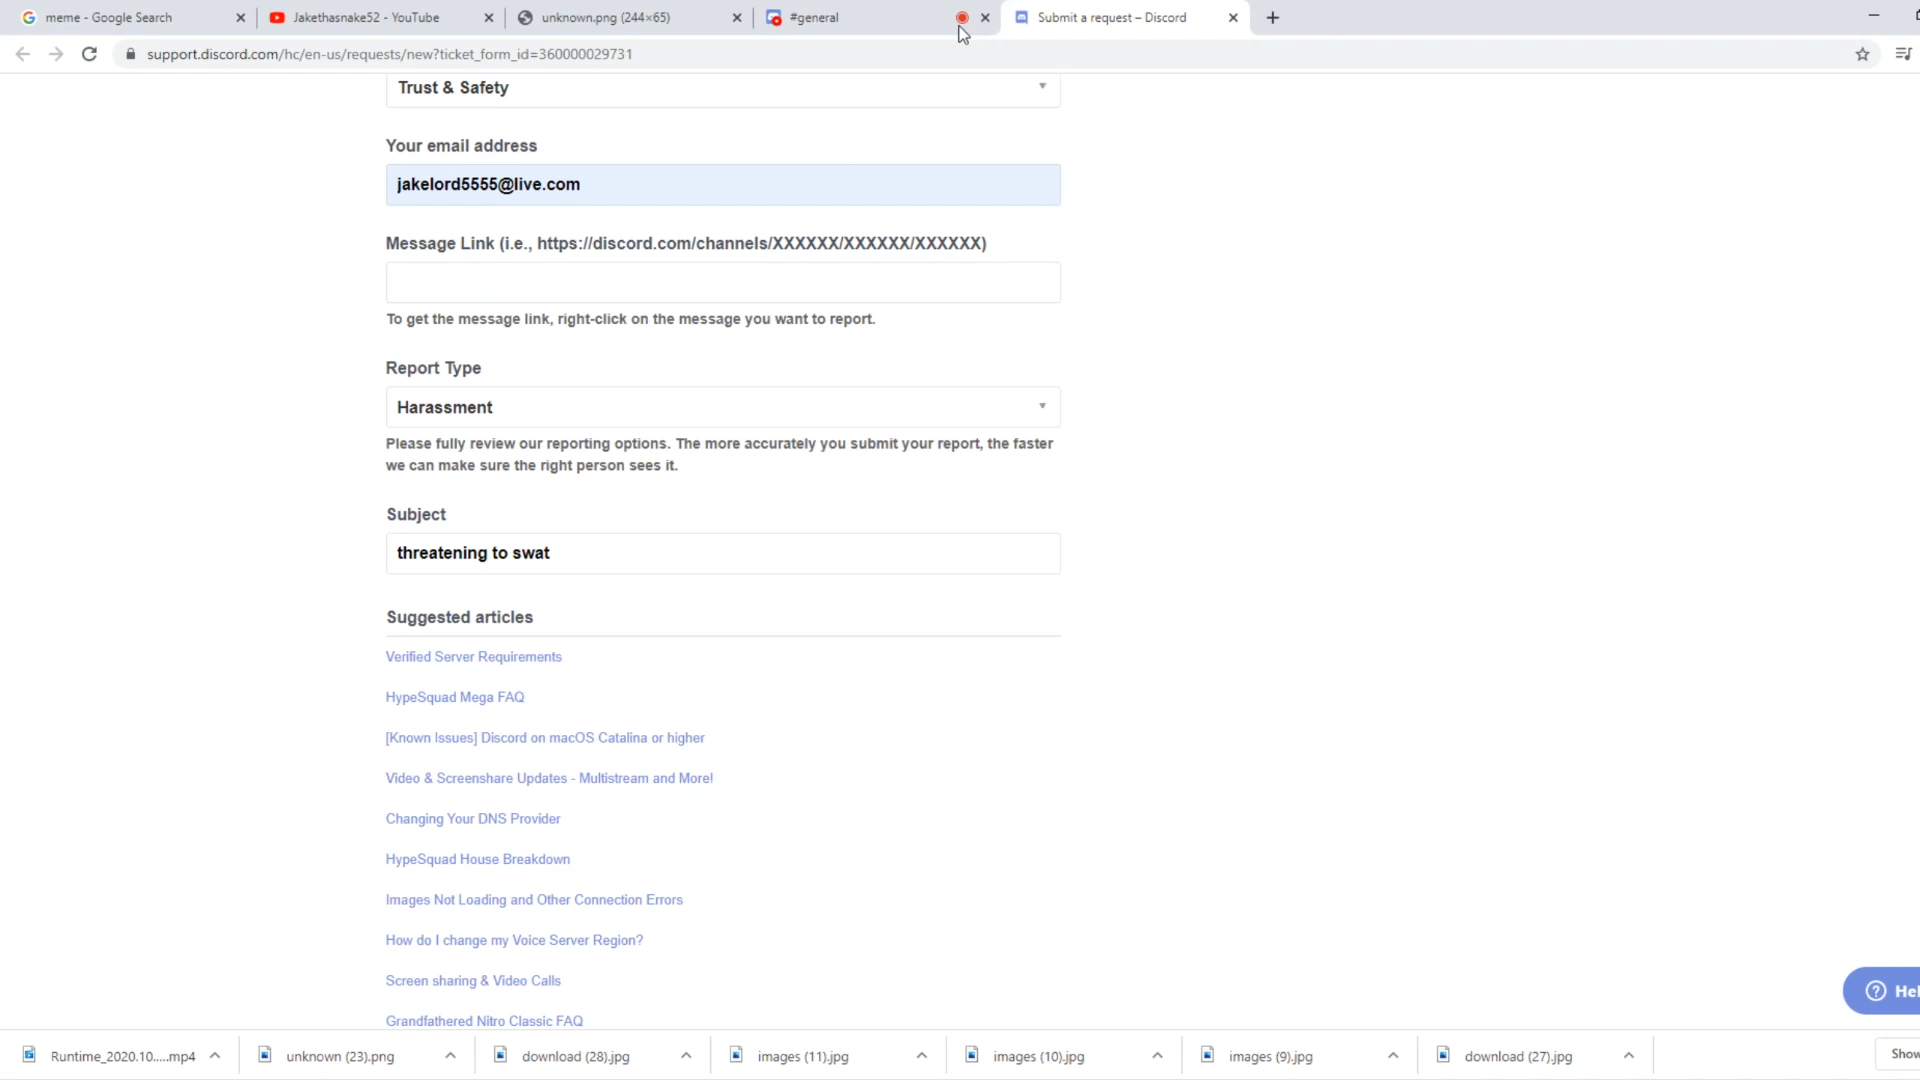 meme - Google Search
Jakethasnake52 - YouTube
unknown.png (244×65)
#general
Submit a request – Discord
support.discord.com/hc/en-us/requests/new?ticket_form_id=360000029731
Trust & Safety
Your email address
jakelord5555@live.com
Message Link (i.e., https://discord.com/channels/XXXXXX/XXXXXX/XXXXXX)
To get the message link, right-click on the message you want to report.
Report Type
Harassment
Please fully review our reporting options. The more accurately you submit your report, the faster
we can make sure the right person sees it.
Subject
threatening to swat
Suggested articles
Verified Server Requirements
HypeSquad Mega FAQ
[Known Issues] Discord on macOS Catalina or higher
Video & Screenshare Updates - Multistream and More!
Changing Your DNS Provider
HypeSquad House Breakdown
Images Not Loading and Other Connection Errors
How do I change my Voice Server Region?
Screen sharing & Video Calls
Grandfathered Nitro Classic FAQ
Hel
Runtime_2020.10.....mp4
unknown (23).png
download (28).jpg
images (11).jpg
images (10).jpg
images (9).jpg
download (27).jpg
Show